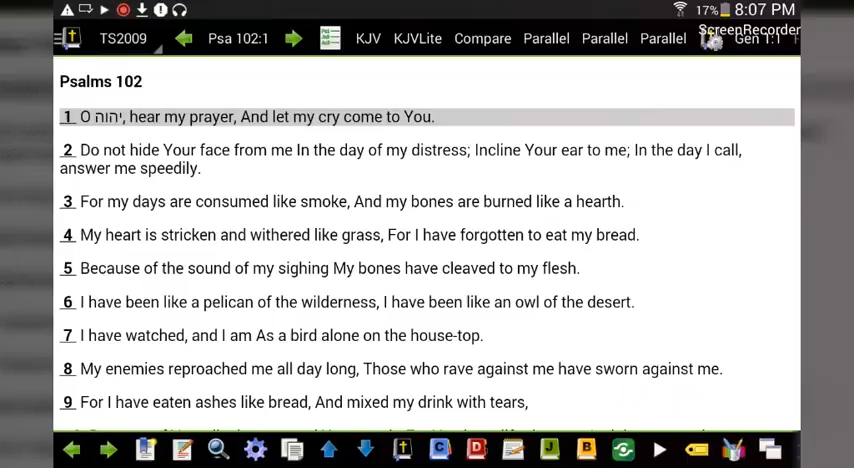 17% 8:07 PM
TS2009 Psa 102:1 KJV KJVLite Compare Parallel Parallel Parallel Gen 1:1
ScreenRecorder
Psalms 102
1 O יהוה, hear my prayer, And let my cry come to You.
2 Do not hide Your face from me In the day of my distress; Incline Your ear to me; In the day I call,
answer me speedily.
3 For my days are consumed like smoke, And my bones are burned like a hearth.
4 My heart is stricken and withered like grass, For I have forgotten to eat my bread.
5 Because of the sound of my sighing My bones have cleaved to my flesh.
6 I have been like a pelican of the wilderness, I have been like an owl of the desert.
7 I have watched, and I am As a bird alone on the house-top.
8 My enemies reproached me all day long, Those who rave against me have sworn against me.
9 For I have eaten ashes like bread, And mixed my drink with tears,
C D J B